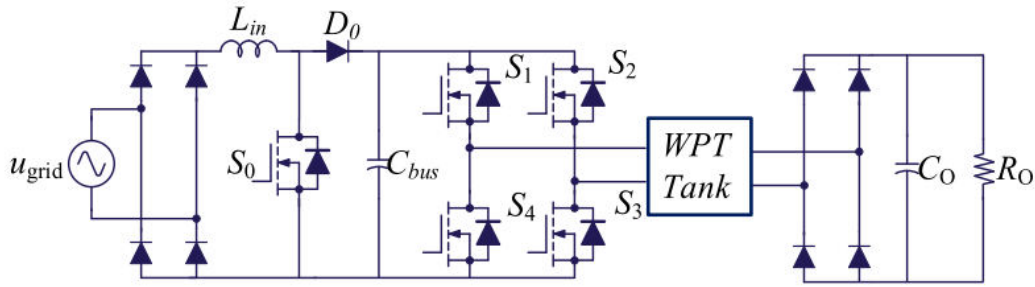 L_in
D_0
S_1
S_2
u_grid
S_0
C_bus
WPT
Tank
C_O
R_O
S_4
S_3